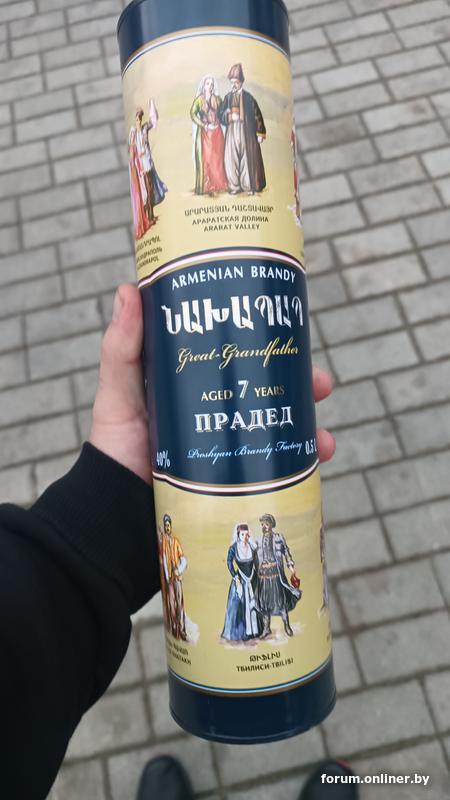 ԱՐԱՐԱՏՅԱՆ ԴԱՇՏԱՎԱՅՐ
АРАРАТСКАЯ ДОЛИНА
ARARAT VALLEY
ARMENIAN BRANDY
ՆԱԽԱՊԱՊ
Great-Grandfather
AGED 7 YEARS
ПРАДЕД
40%
Proshyan Brandy Factory
0.5 L
ԹԻՖԼԻՍ
ТБИЛИСИ-TBILISI
forum.onliner.by